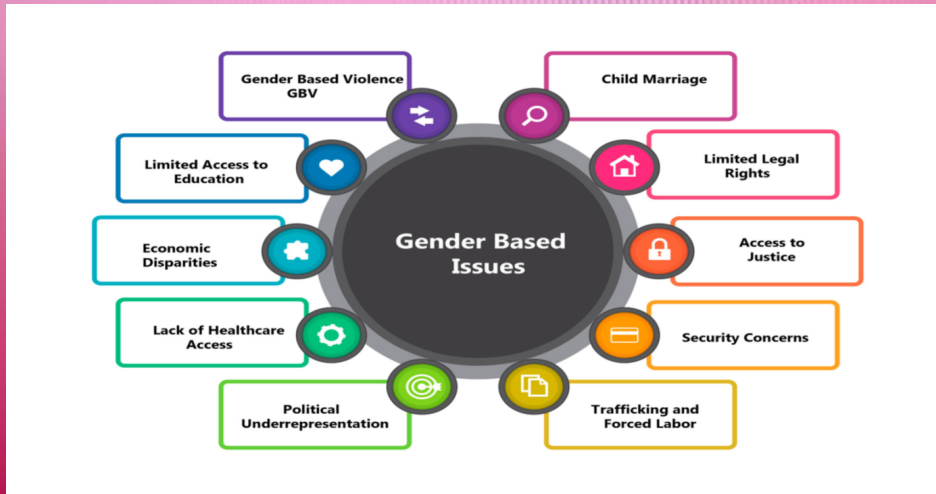 Gender Based Violence
GBV
Limited Access to
Education
Economic
Disparities
Lack of Healthcare
Access
Political
Underrepresentation
Gender Based
Issues
Child Marriage
Limited Legal
Rights
Access to
Justice
Security Concerns
Trafficking and
Forced Labor